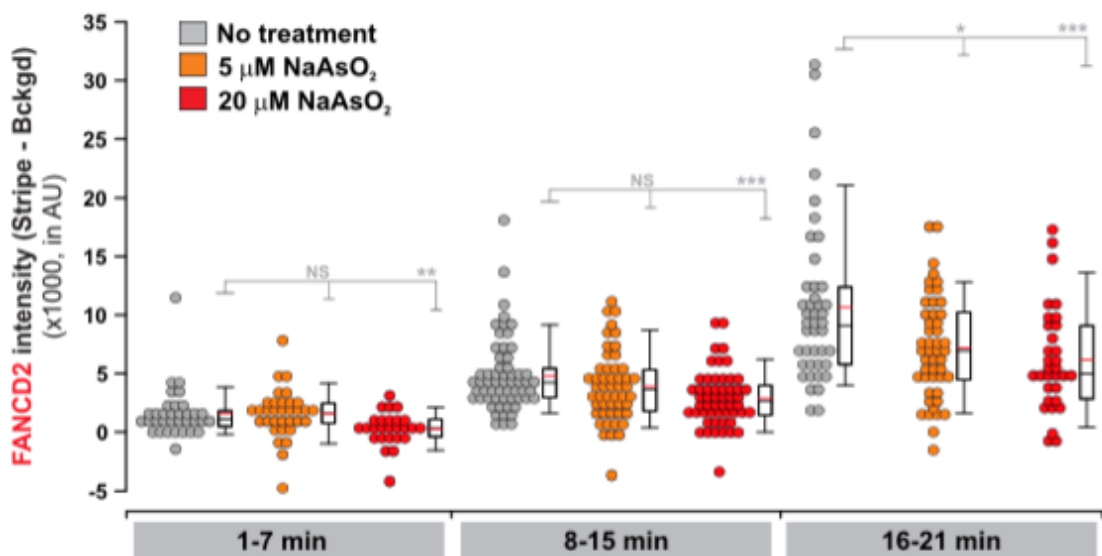 FANCD2 intensity (Stripe - Bckgd)
(x1000, in AU)
35
30
25
20
15
10
5
0
-5
No treatment
5 μM NaAsO₂
20 μM NaAsO₂
NS
**
NS
***
*
***
1-7 min
8-15 min
16-21 min